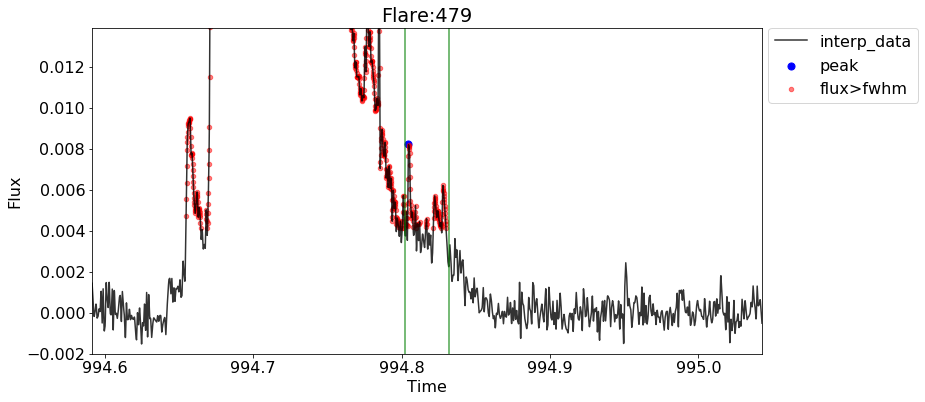 Flare:479
interp_data
peak
flux>fwhm
Flux
0.012
0.010
0.008
0.006
0.004
0.002
0.000
−0.002
994.6
994.7
994.8
994.9
995.0
Time